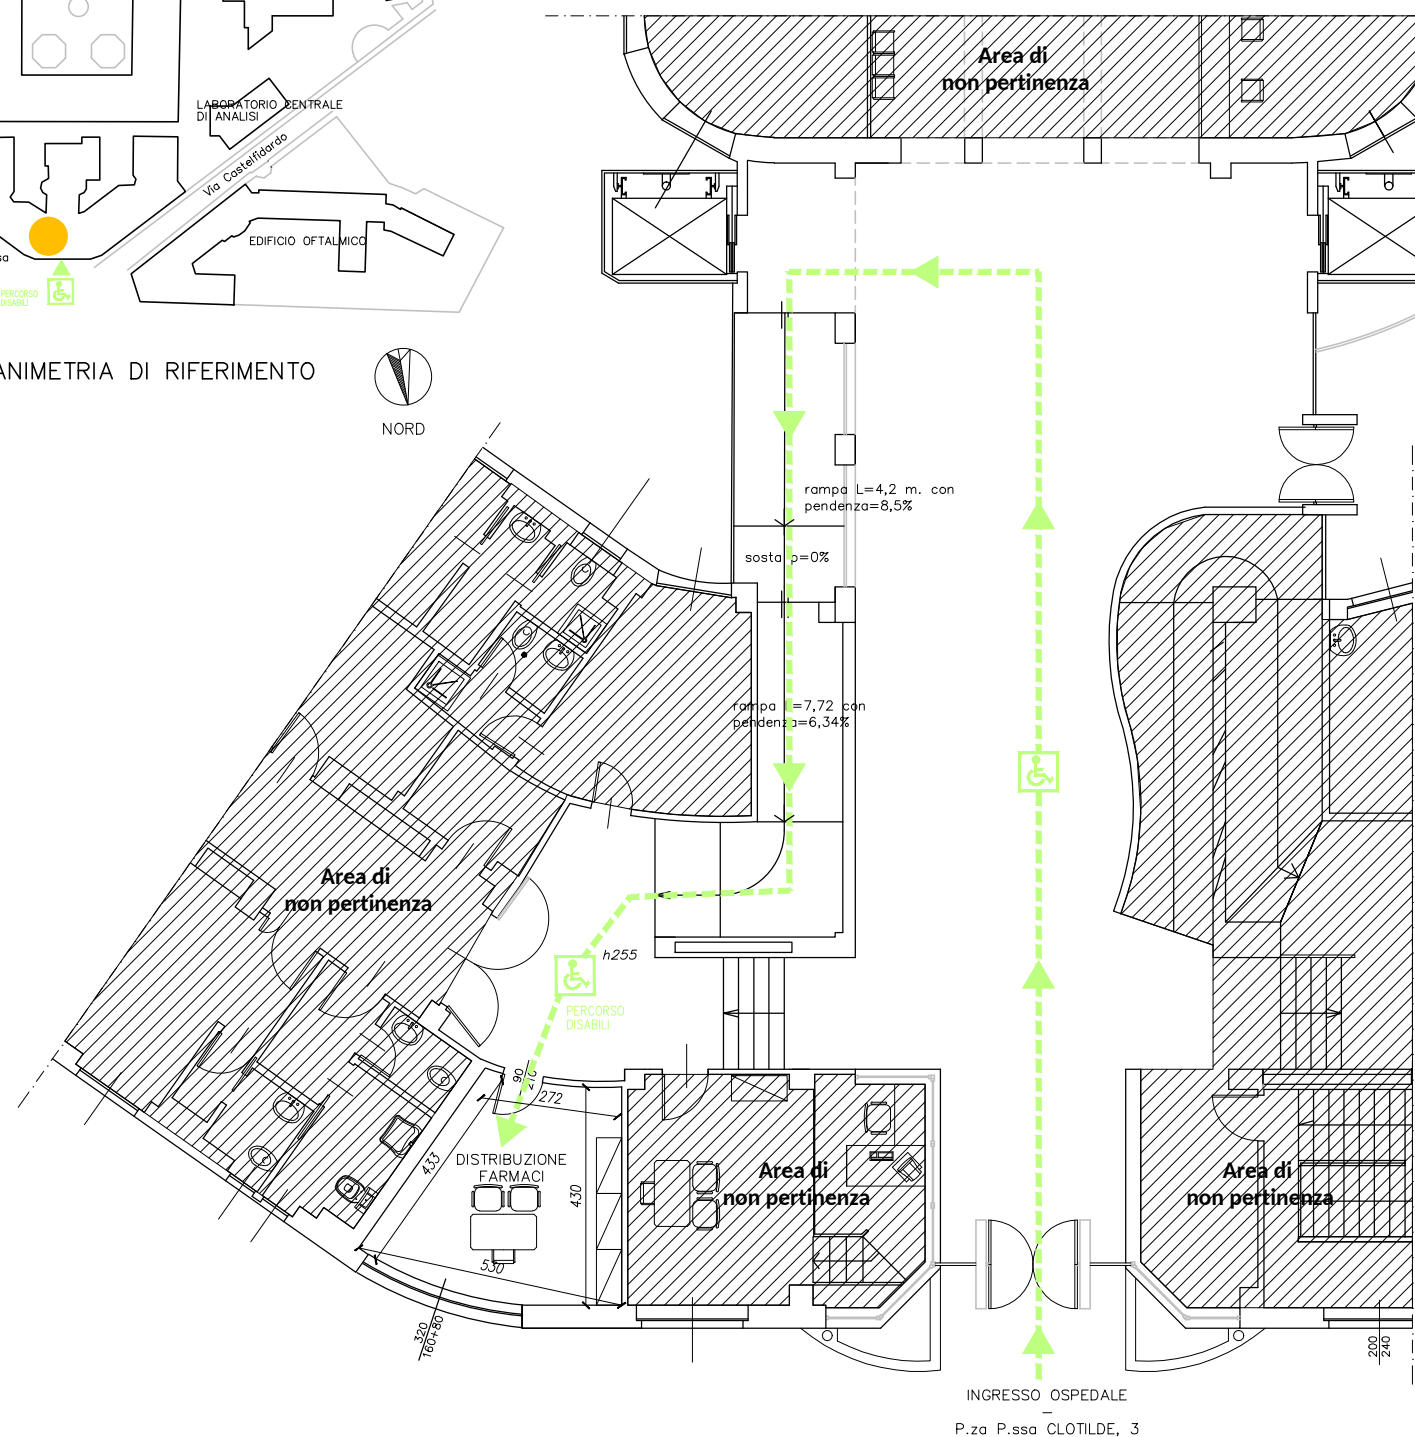 Area di
non pertinenza
LABORATORIO CENTRALE
DI ANALISI
Via Castelfidardo
EDIFICIO OFTALMICO
sa
PERCORSO
DISABILI
ANIMETRIA DI RIFERIMENTO
NORD
rampa L=4,2 m. con
pendenza=8,5%
sosta p=0%
rampa l=7,72 con
pendenza=6,34%
Area di
non pertinenza
h255
PERCORSO
DISABILI
90
210
272
DISTRIBUZIONE
FARMACI
433
430
530
Area di
non pertinenza
Area di
non pertinenza
320
160+80
200
240
INGRESSO OSPEDALE
–
P.za P.ssa CLOTILDE, 3